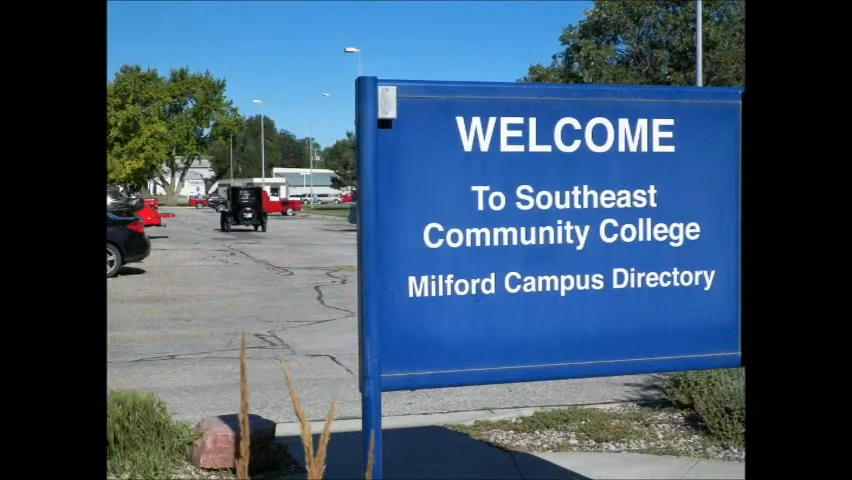 WELCOME
To Southeast
Community College
Milford Campus Directory